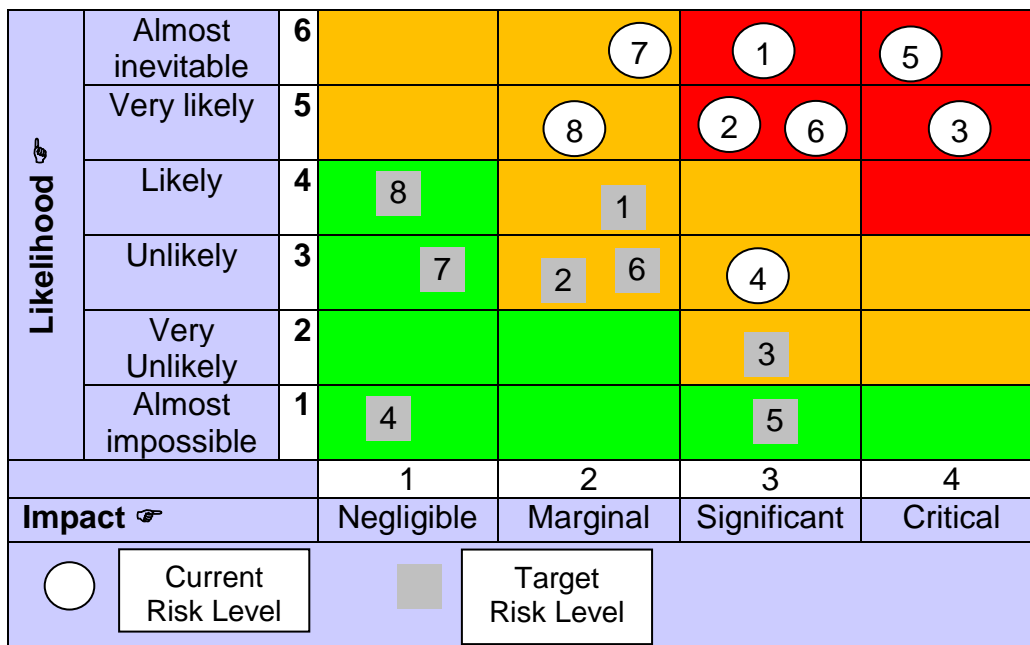 Likelihood ☝
Almost
inevitable
6
7
1
5
Very likely
5
8
2
6
3
Likely
4
8
1
Unlikely
3
7
2
6
4
Very
Unlikely
2
3
Almost
impossible
1
4
5
1
2
3
4
Impact ☞
Negligible
Marginal
Significant
Critical
Current
Risk Level
Target
Risk Level